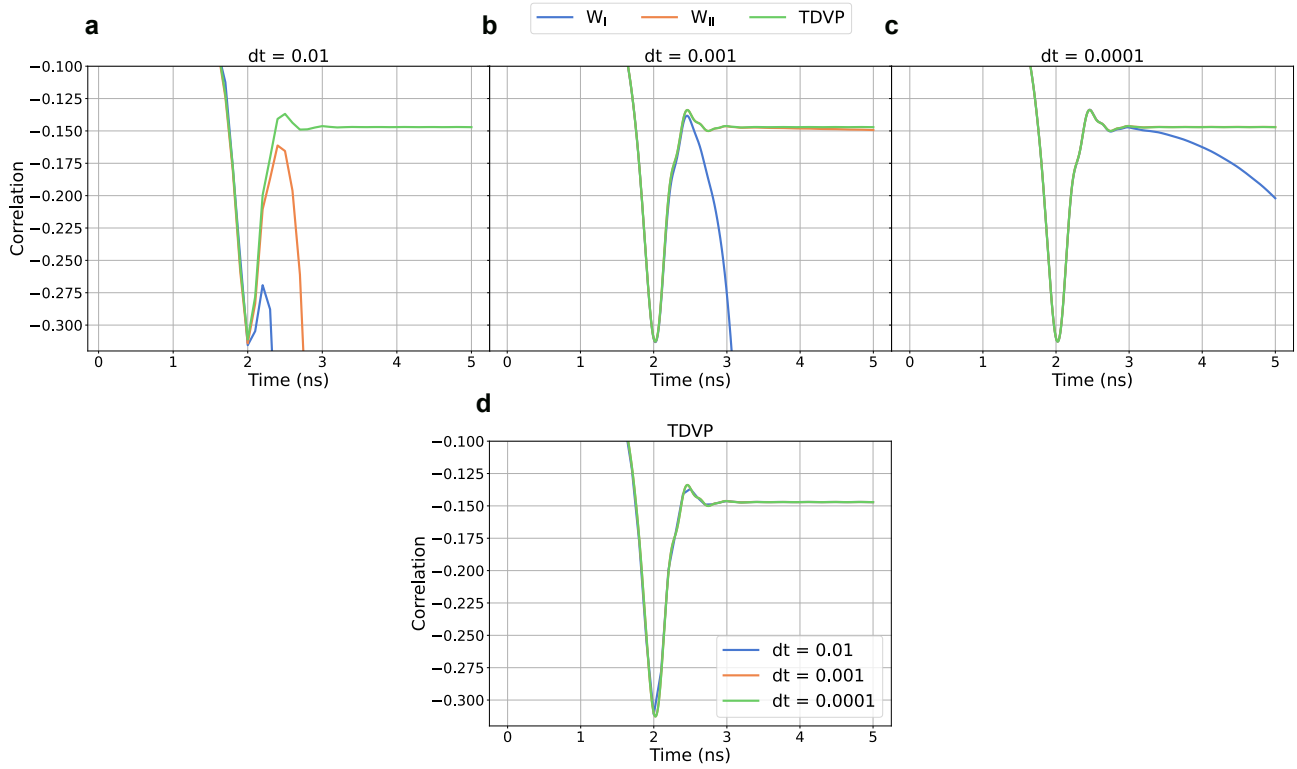 W_I W_II TDVP
a
dt = 0.01
b
dt = 0.001
c
dt = 0.0001
Correlation
−0.100
−0.125
−0.150
−0.175
−0.200
−0.225
−0.250
−0.275
−0.300
0 1 2 3 4 5
Time (ns)
0 1 2 3 4 5
Time (ns)
0 1 2 3 4 5
Time (ns)
d
TDVP
Correlation
−0.100
−0.125
−0.150
−0.175
−0.200
−0.225
−0.250
−0.275
−0.300
dt = 0.01
dt = 0.001
dt = 0.0001
0 1 2 3 4 5
Time (ns)